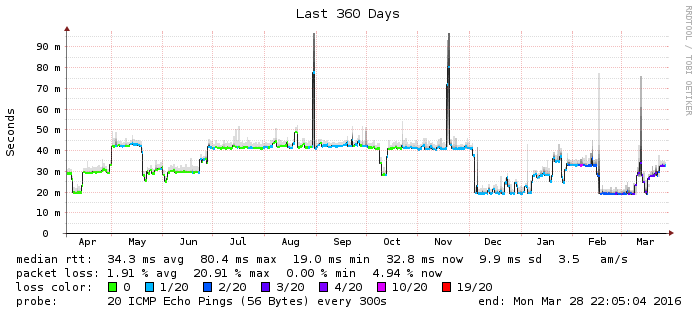 Last 360 Days
RRDTOOL / TOBI OETIKER
Seconds
90 m
80 m
70 m
60 m
50 m
40 m
30 m
20 m
10 m
0
Apr May Jun Jul Aug Sep Oct Nov Dec Jan Feb Mar
median rtt: 34.3 ms avg 80.4 ms max 19.0 ms min 32.8 ms now 9.9 ms sd 3.5 am/s
packet loss: 1.91 % avg 20.91 % max 0.00 % min 4.94 % now
loss color: 0 1/20 2/20 3/20 4/20 10/20 19/20
probe: 20 ICMP Echo Pings (56 Bytes) every 300s end: Mon Mar 28 22:05:04 2016